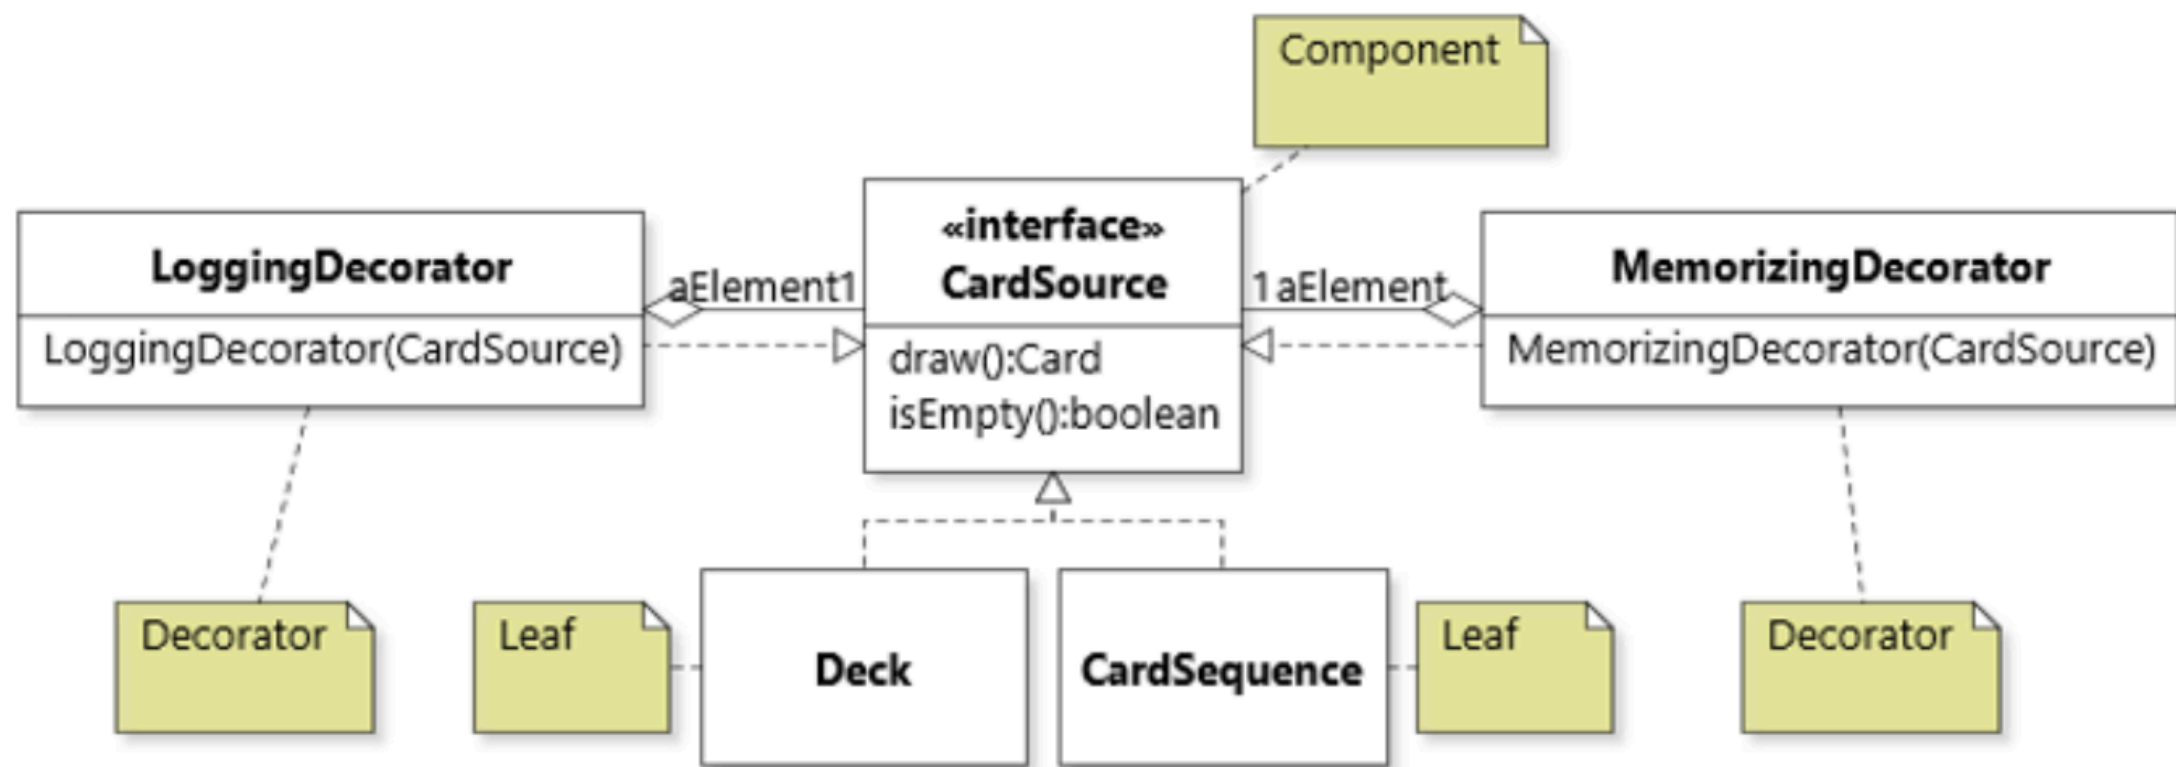 Component
LoggingDecorator
LoggingDecorator(CardSource)
aElement1
«interface»
CardSource
draw():Card
isEmpty():boolean
1aElement
MemorizingDecorator
MemorizingDecorator(CardSource)
Decorator
Leaf
Deck
CardSequence
Leaf
Decorator